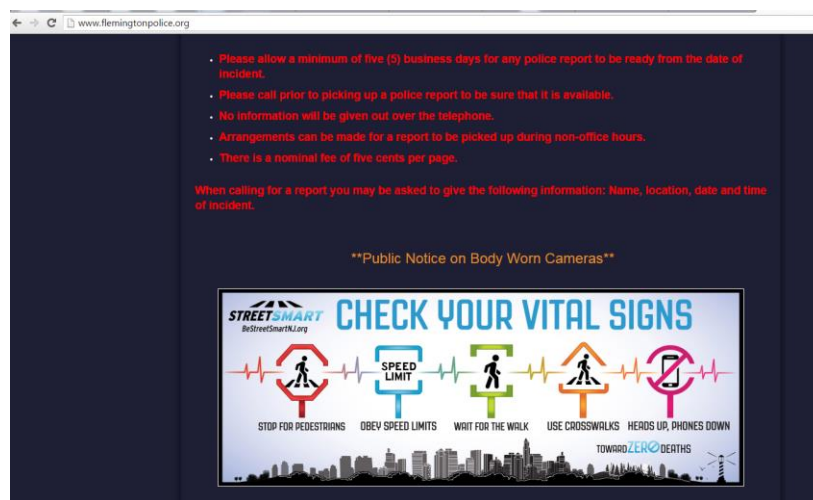 www.flemingtonpolice.org
• Please allow a minimum of five (5) business days for any police report to be ready from the date of
incident.
• Please call prior to picking up a police report to be sure that it is available.
• No information will be given out over the telephone.
• Arrangements can be made for a report to be picked up during non-office hours.
• There is a nominal fee of five cents per page.
When calling for a report you may be asked to give the following information: Name, location, date and time
of incident.
**Public Notice on Body Worn Cameras**
STREETSMART
BeStreetSmartNJ.org
CHECK YOUR VITAL SIGNS
SPEED
LIMIT
STOP FOR PEDESTRIANS
OBEY SPEED LIMITS
WAIT FOR THE WALK
USE CROSSWALKS
HEADS UP, PHONES DOWN
TOWARD ZERO DEATHS